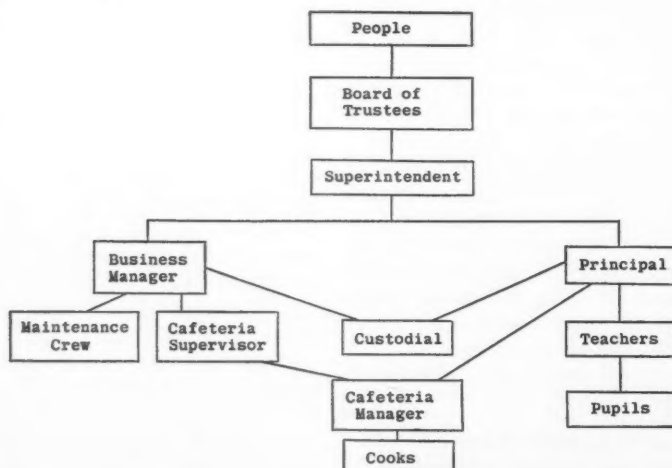 People
Board of
Trustees
Superintendent
Business
Manager
Principal
Maintenance
Crew
Cafeteria
Supervisor
Custodial
Teachers
Cafeteria
Manager
Pupils
Cooks